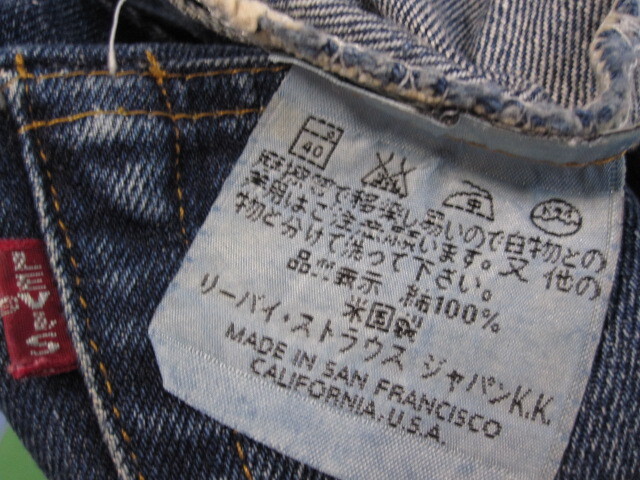 40
摩擦等で移染し易いので白物との
着用はご注意願います。又 他の
物とわけて洗って下さい。
品質表示 綿100%
米国製
リーバイ・ストラウス ジャパンK.K.
MADE IN SAN FRANCISCO
CALIFORNIA.U.S.A.
LEVI'S